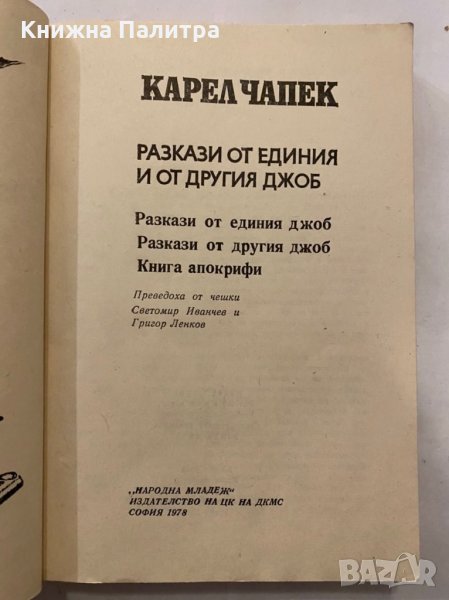 Книжна Палитра
КАРЕЛ ЧАПЕК
РАЗКАЗИ ОТ ЕДИНИЯ
И ОТ ДРУГИЯ ДЖОБ
Разкази от единия джоб
Разкази от другия джоб
Книга апокрифи
Преведоха от чешки
Светомир Иванчев и
Григор Ленков
„НАРОДНА МЛАДЕЖ“
ИЗДАТЕЛСТВО НА ЦК НА ДКМС
СОФИЯ 1978
BAZAR